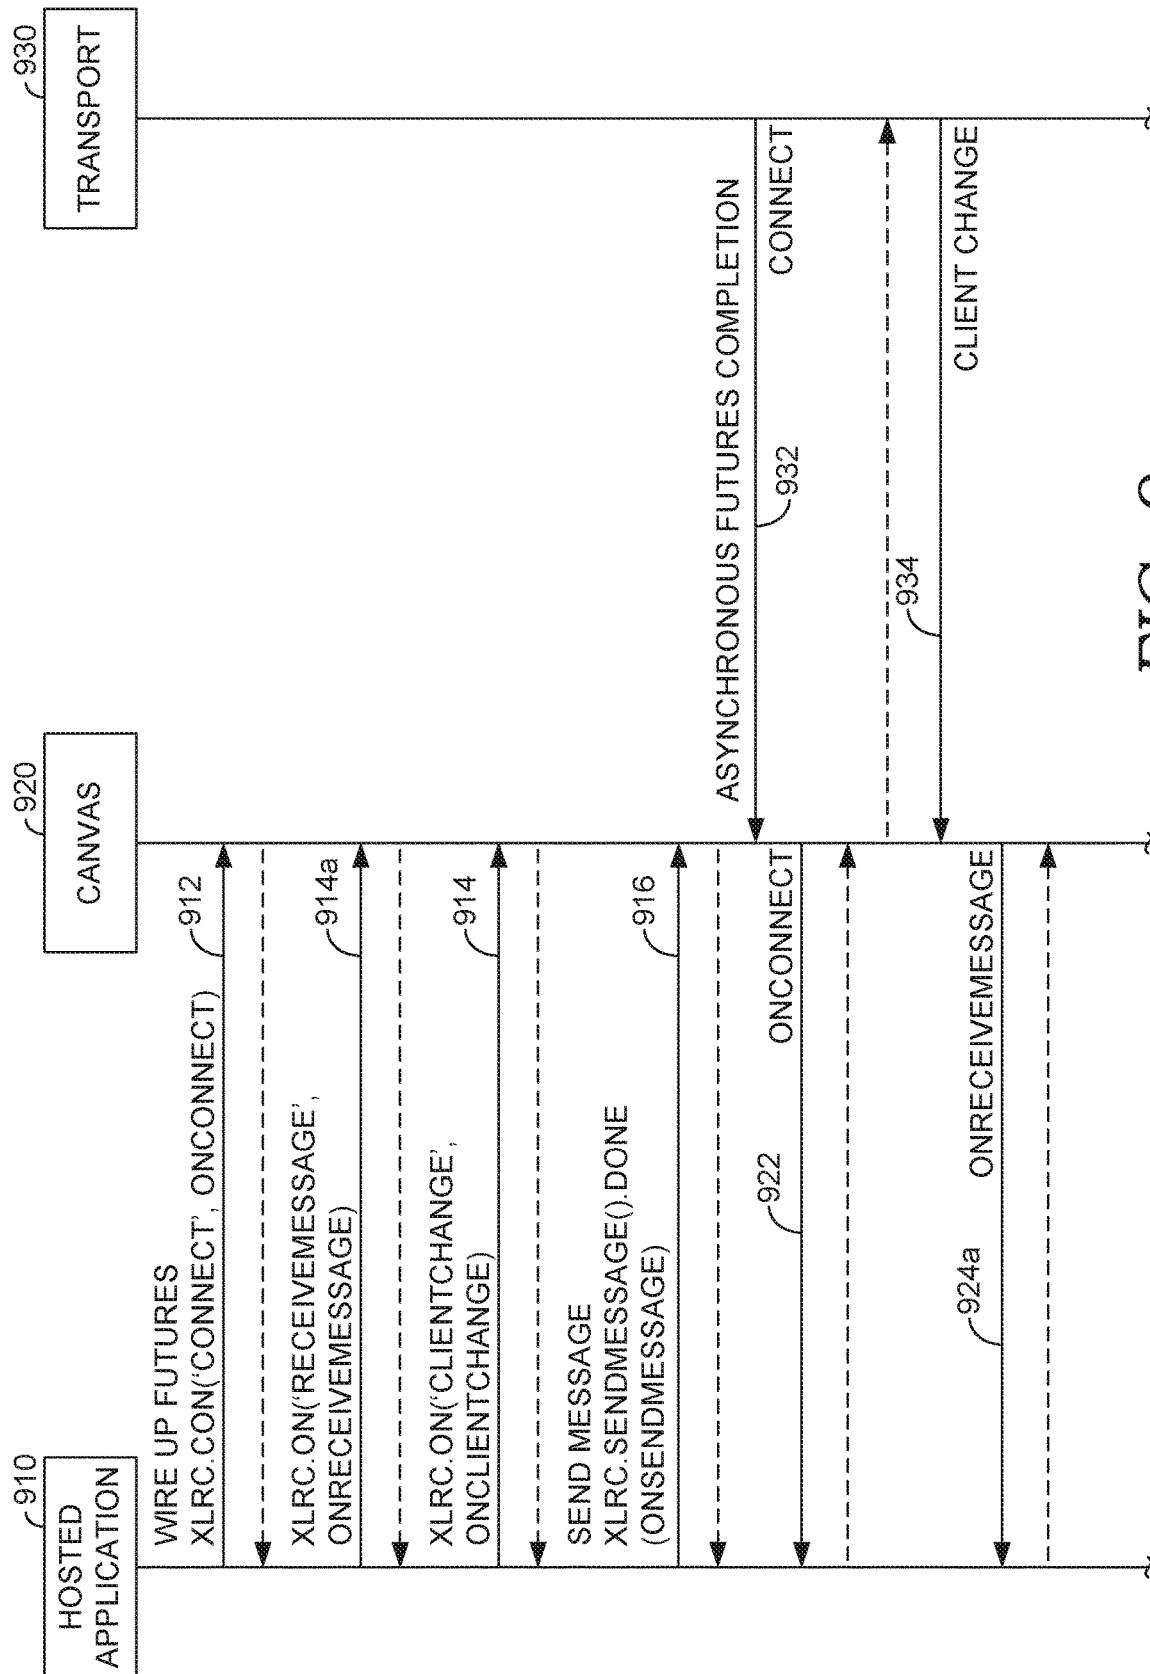 910
HOSTED
APPLICATION
920
CANVAS
930
TRANSPORT
WIRE UP FUTURES
XLRC.CON('CONNECT', ONCONNECT)
912
XLRC.ON('RECEIVEMESSAGE',
ONRECEIVEMESSAGE)
914a
XLRC.ON('CLIENTCHANGE',
ONCLIENTCHANGE)
914
SEND MESSAGE
XLRC.SENDMESSAGE().DONE
(ONSENDMESSAGE)
916
ASYNCHRONOUS FUTURES COMPLETION
932
CONNECT
922
ONCONNECT
934
CLIENT CHANGE
924a
ONRECEIVEMESSAGE